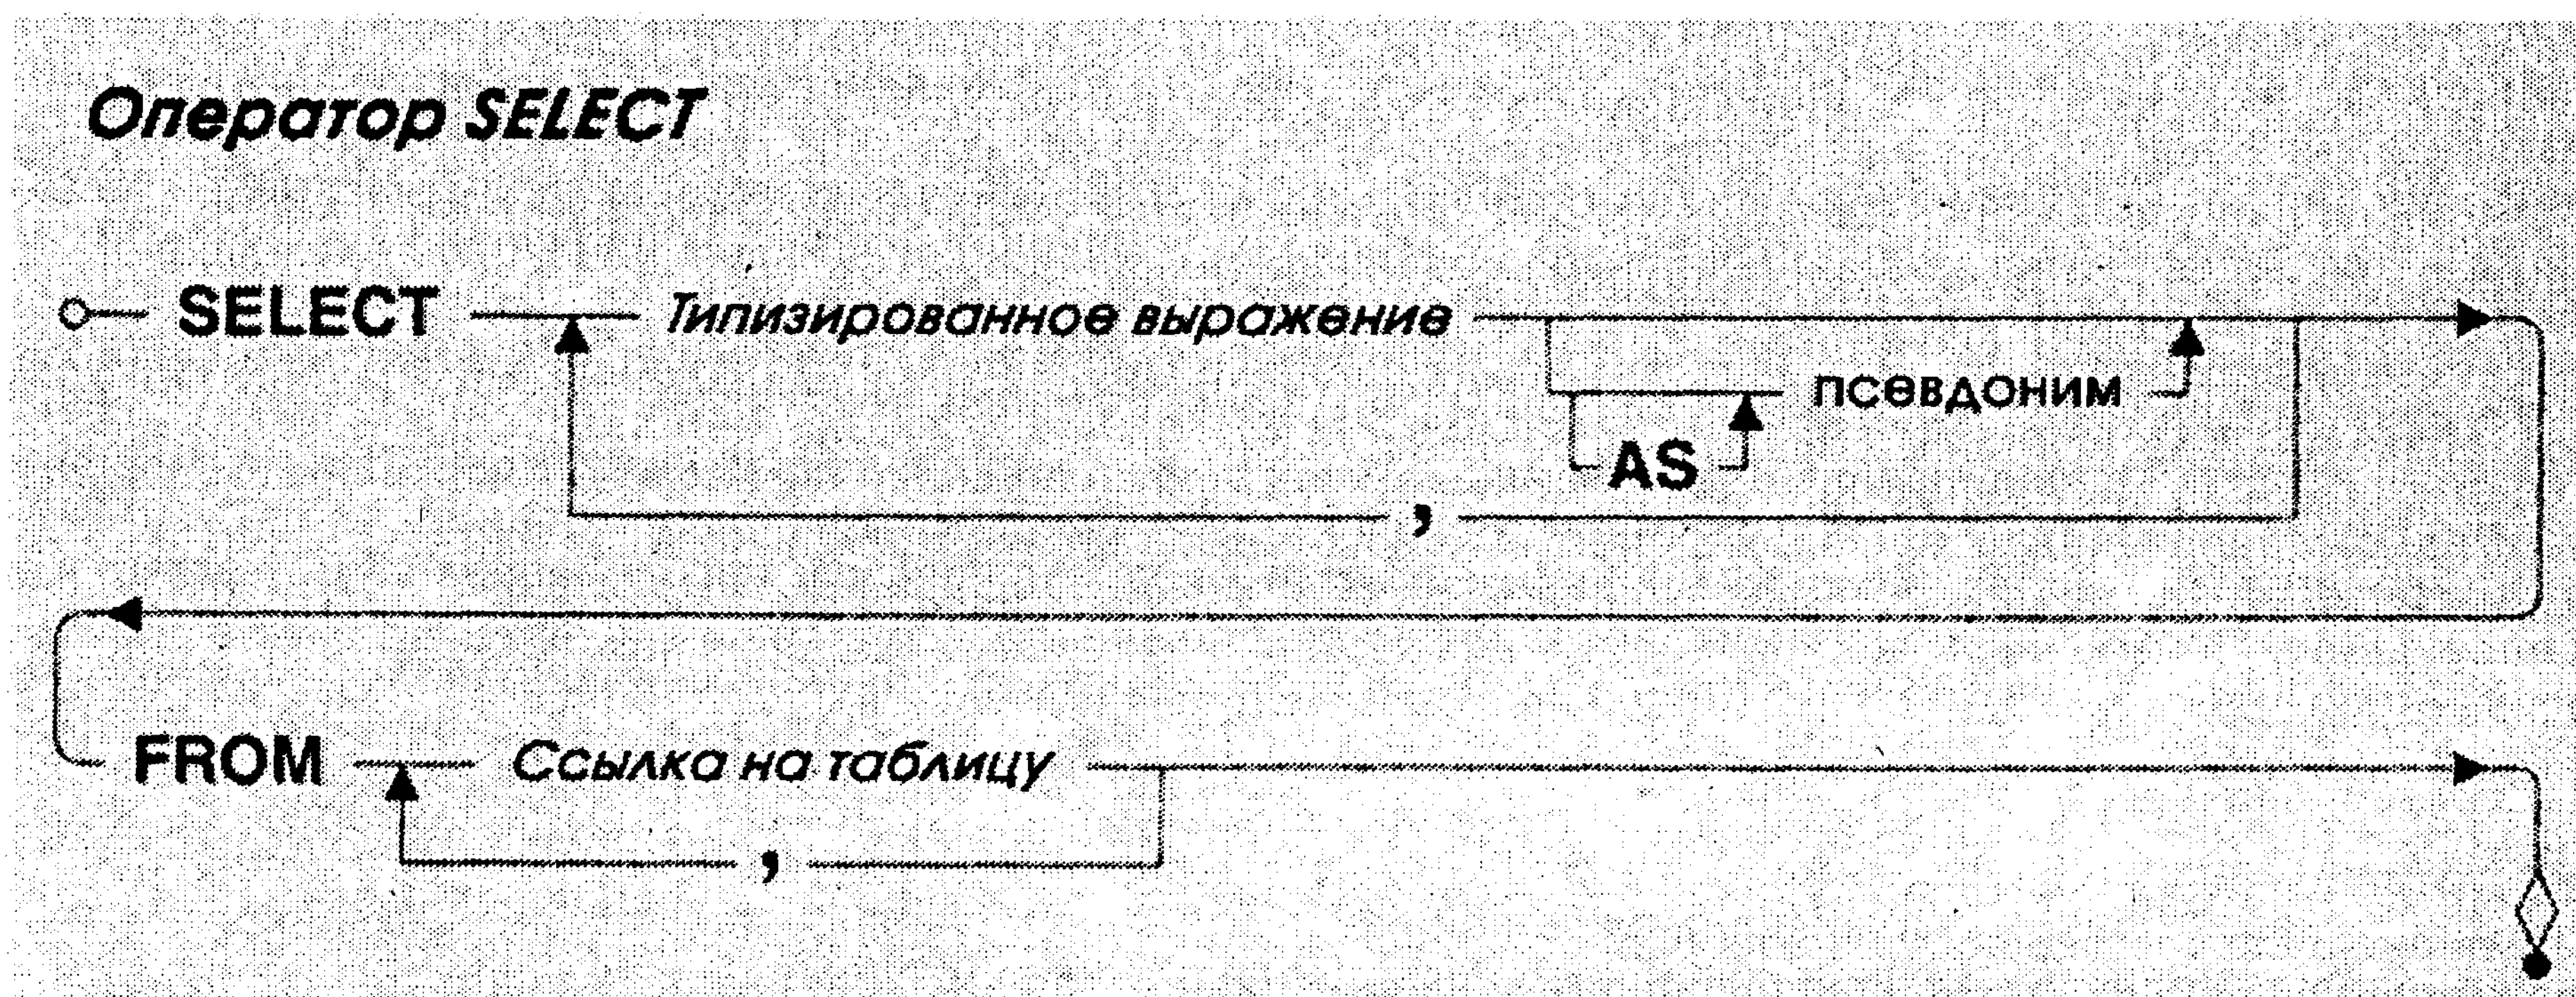 Оператор SELECT
SELECT Типизированное выражение
псевдоним
AS
,
FROM Ссылка на таблицу
,